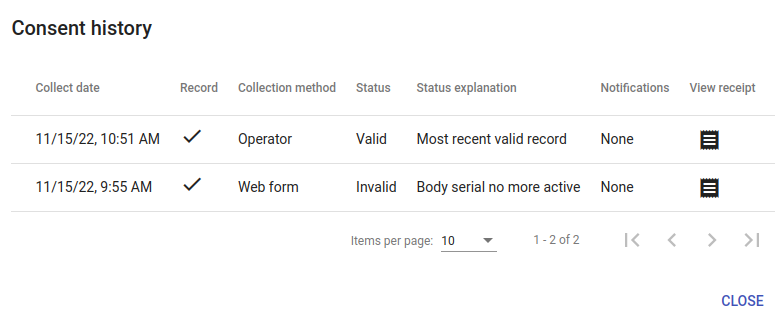 Consent history
Collect date Record Collection method Status Status explanation Notifications View receipt
11/15/22, 10:51 AM Operator Valid Most recent valid record None
11/15/22, 9:55 AM Web form Invalid Body serial no more active None
Items per page: 10 1 - 2 of 2
CLOSE